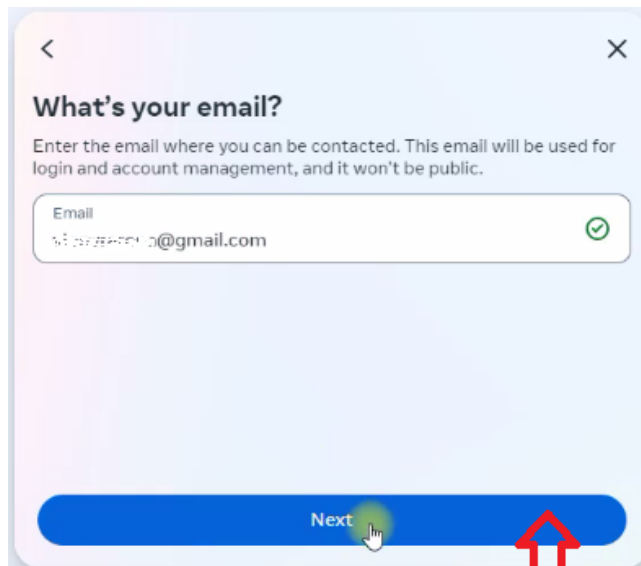 What's your email?
Enter the email where you can be contacted. This email will be used for
login and account management, and it won't be public.
Email
@gmail.com
Next